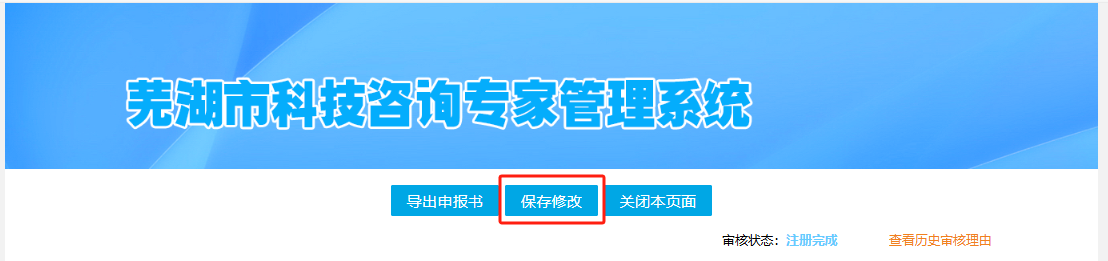 芜湖市科技咨询专家管理系统
导出申报书 保存修改 关闭本页面
审核状态：注册完成 查看历史审核理由